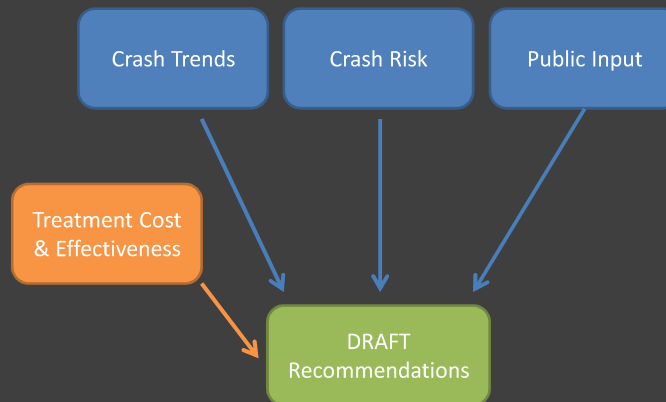 Crash Trends
Crash Risk
Public Input
Treatment Cost
& Effectiveness
DRAFT
Recommendations